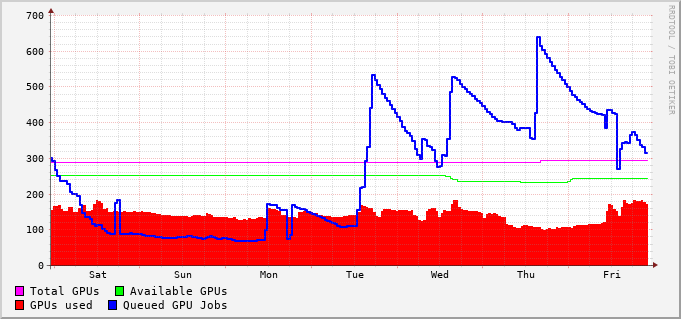 700
600
500
400
300
200
100
0
Sat Sun Mon Tue Wed Thu Fri
Total GPUs Available GPUs
GPUs used Queued GPU Jobs
RRDTOOL / TOBI OETIKER